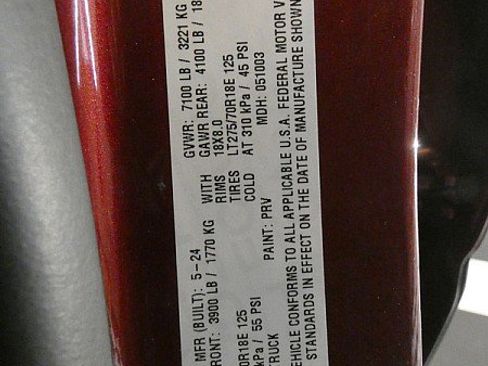 MFR (BUILT): 5-24 GVWR: 7100 LB / 3221 KG
FRONT: 3900 LB / 1770 KG WITH GAWR REAR: 4100 LB / 18
RIMS 18X8.0
70R18E 125 TIRES LT275/70R18E 125
kPa / 55 PSI COLD AT 310 kPa / 45 PSI
TRUCK PAINT: PRV MDH: 051003
EHICLE CONFORMS TO ALL APPLICABLE U.S.A. FEDERAL MOTOR V
STANDARDS IN EFFECT ON THE DATE OF MANUFACTURE SHOWN